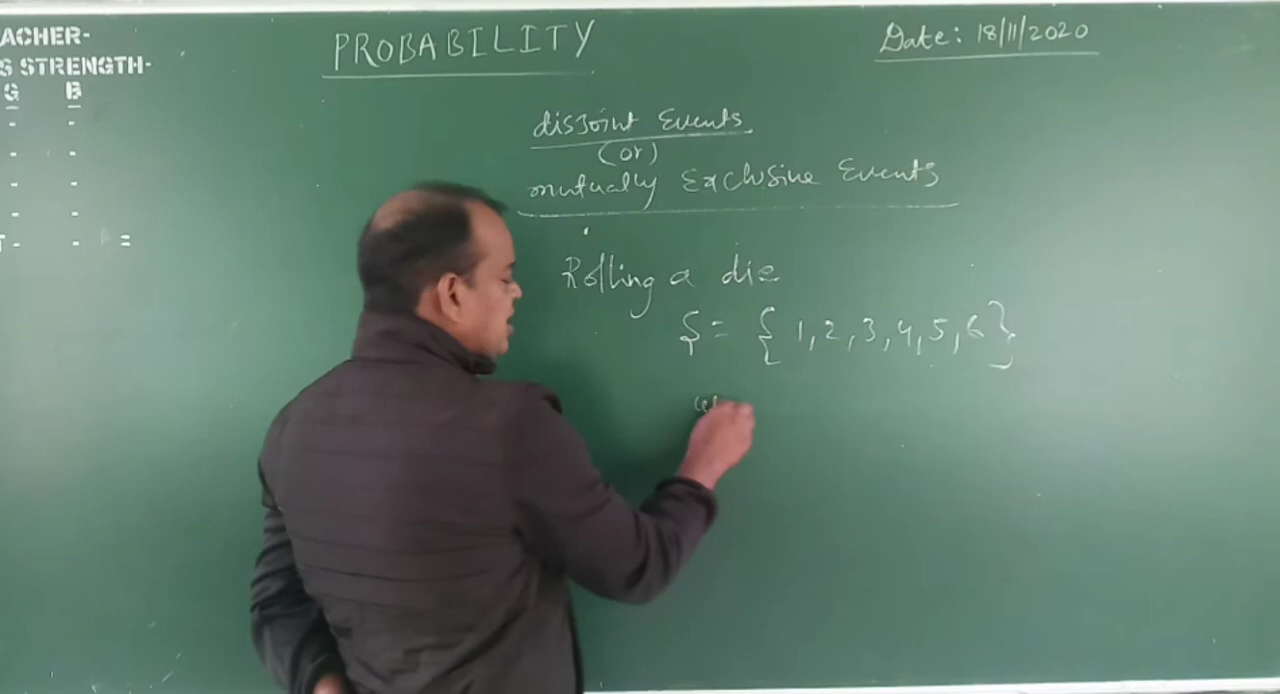 ACHER-
S STRENGTH-
G B
- -
- -
- -
- -
T- - =
PROBABILITY
Date: 18/11/2020
disjoint Events
(or)
mutually Exclusive Events
Rolling a die
S = { 1, 2, 3, 4, 5, 6 }